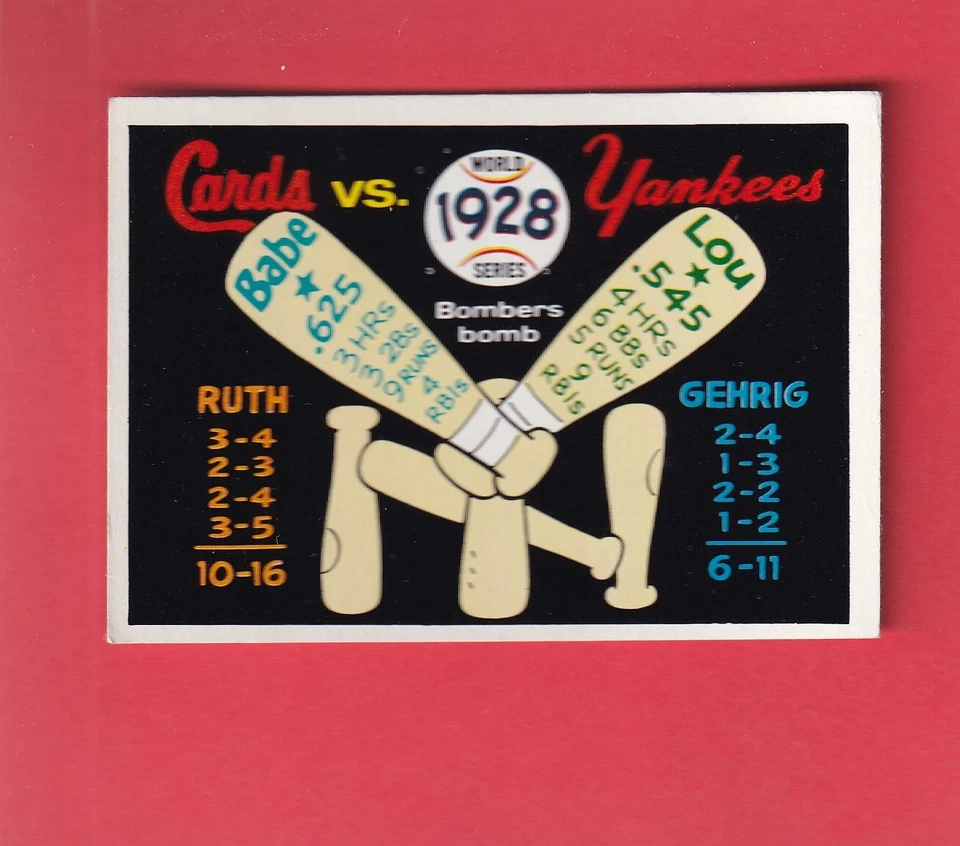 Cards vs. Yankees
WORLD
1928
SERIES
Bombers
bomb
Babe
.625
3 HRs
3 2Bs
9 RUNS
4
RBIs
Lou
.545
4 HRs
6 BBs
5 RUNS
9
RBIs
RUTH
3-4
2-3
2-4
3-5
10-16
GEHRIG
2-4
1-3
2-2
1-2
6-11